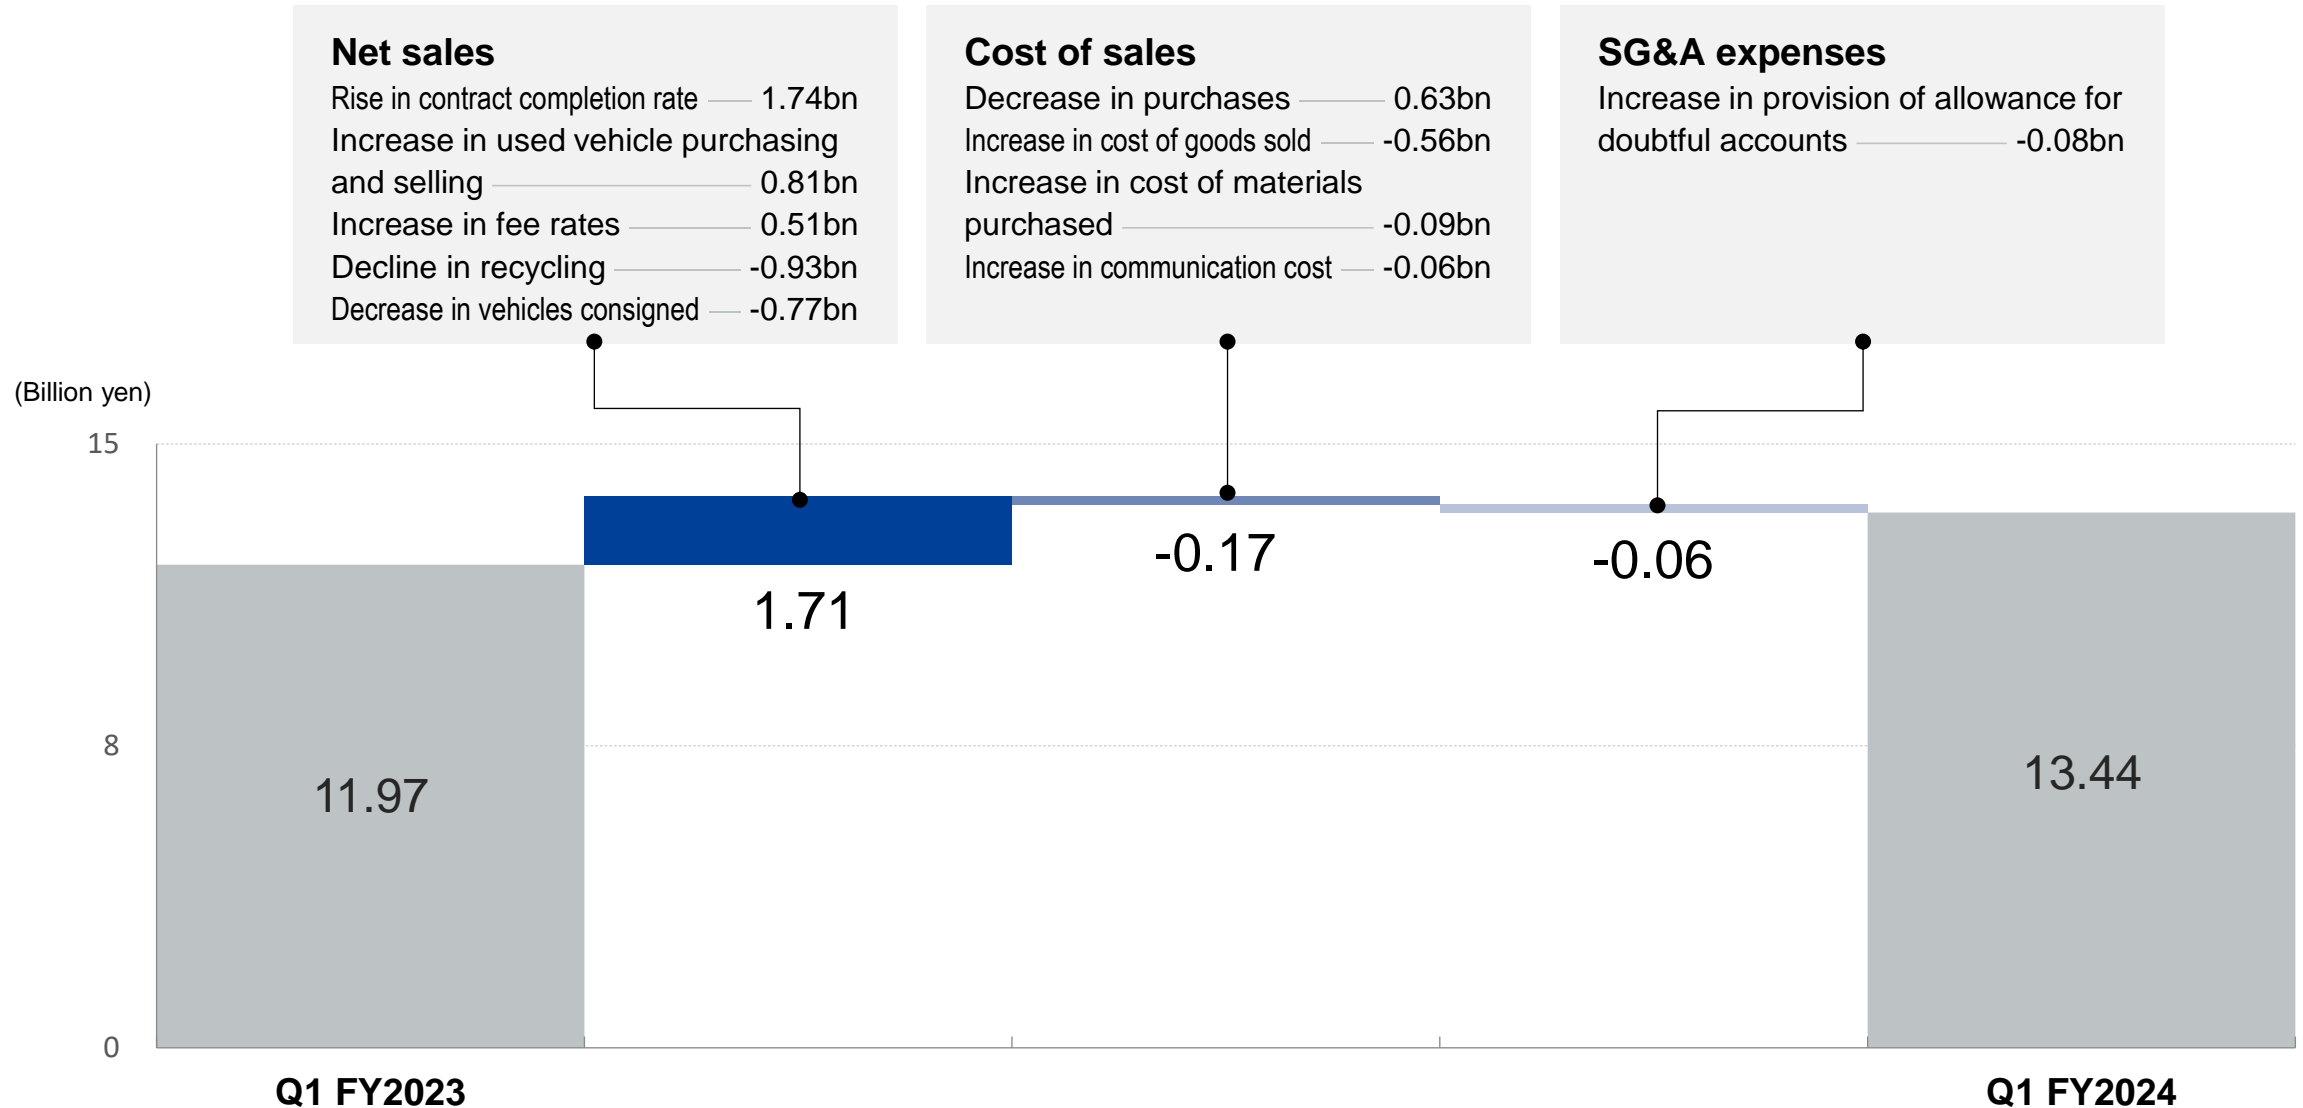 Net sales
Rise in contract completion rate 1.74bn
Increase in used vehicle purchasing
and selling 0.81bn
Increase in fee rates 0.51bn
Decline in recycling -0.93bn
Decrease in vehicles consigned -0.77bn
Cost of sales
Decrease in purchases 0.63bn
Increase in cost of goods sold -0.56bn
Increase in cost of materials
purchased -0.09bn
Increase in communication cost -0.06bn
SG&A expenses
Increase in provision of allowance for
doubtful accounts -0.08bn
(Billion yen)
15
8
0
11.97
1.71
-0.17
-0.06
13.44
Q1 FY2023
Q1 FY2024